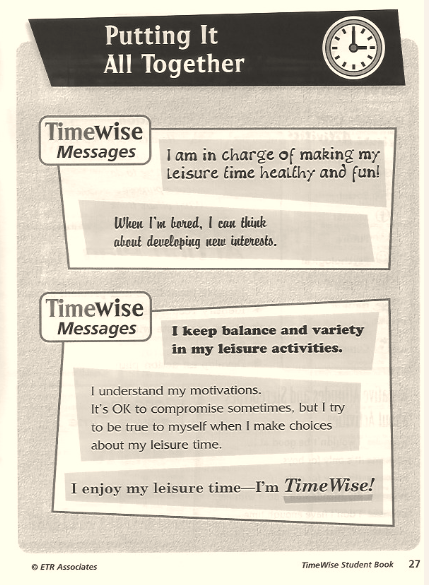 Putting It
All Together
TimeWise
Messages
I am in charge of making my
leisure time healthy and fun!
When I'm bored, I can think
about developing new interests.
TimeWise
Messages
I keep balance and variety
in my leisure activities.
I understand my motivations.
It's OK to compromise sometimes, but I try
to be true to myself when I make choices
about my leisure time.
I enjoy my leisure time—I'm TimeWise!
© ETR Associates
TimeWise Student Book 27